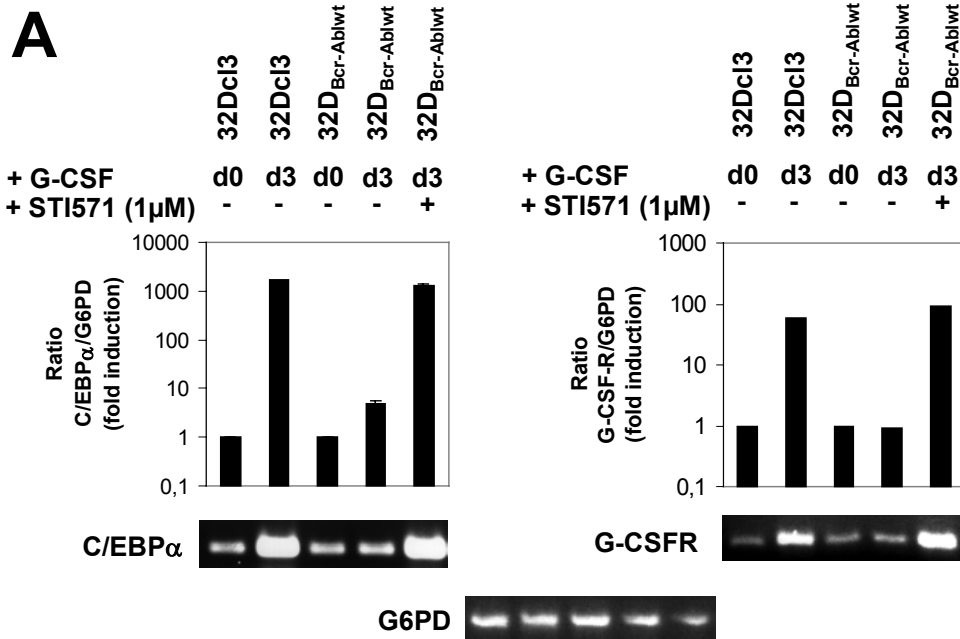 A
32Dcl3 32Dcl3 32DBcr-Ablwt 32DBcr-Ablwt 32DBcr-Ablwt
+ G-CSF d0 d3 d0 d3 d3
+ STI571 (1µM) - - - - +
Ratio
C/EBPα/G6PD
(fold induction)
10000
1000
100
10
1
0,1
C/EBPα
32Dcl3 32Dcl3 32DBcr-Ablwt 32DBcr-Ablwt 32DBcr-Ablwt
+ G-CSF d0 d3 d0 d3 d3
+ STI571 (1µM) - - - - +
Ratio
G-CSF-R/G6PD
(fold induction)
1000
100
10
1
0,1
G-CSFR
G6PD